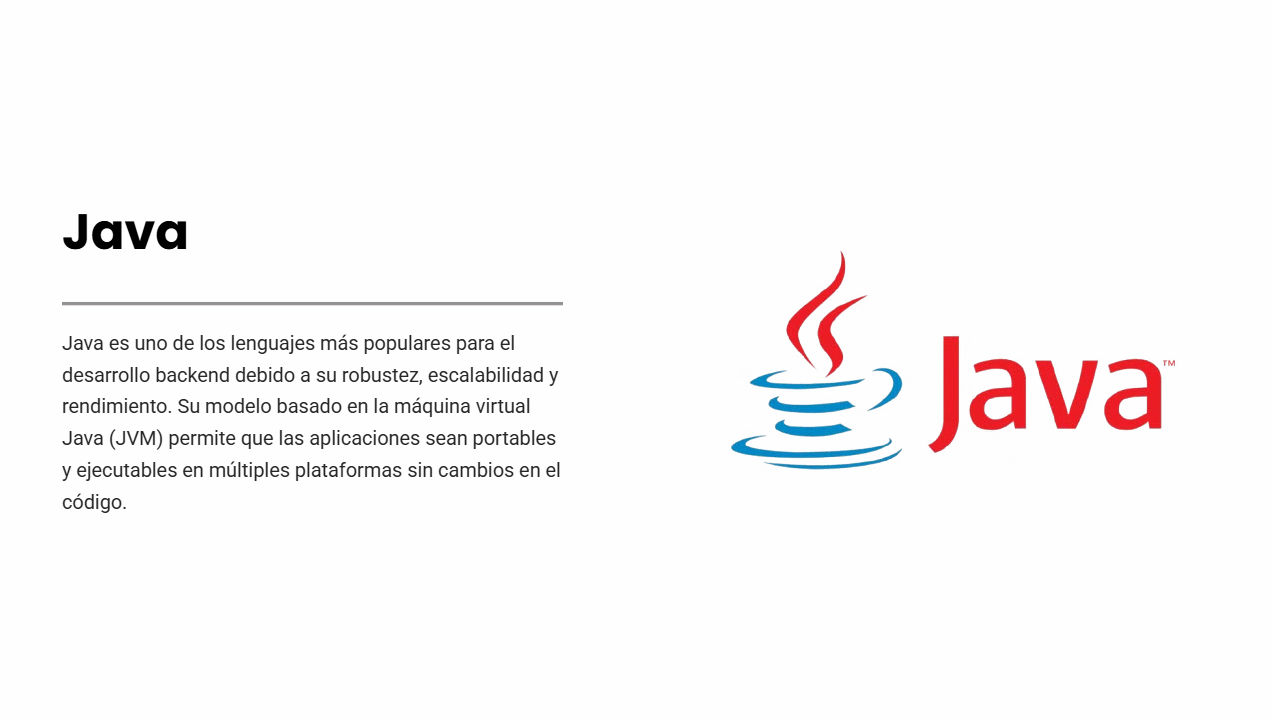 Java
Java es uno de los lenguajes más populares para el
desarrollo backend debido a su robustez, escalabilidad y
rendimiento. Su modelo basado en la máquina virtual
Java (JVM) permite que las aplicaciones sean portables
y ejecutables en múltiples plataformas sin cambios en el
código.
Java™